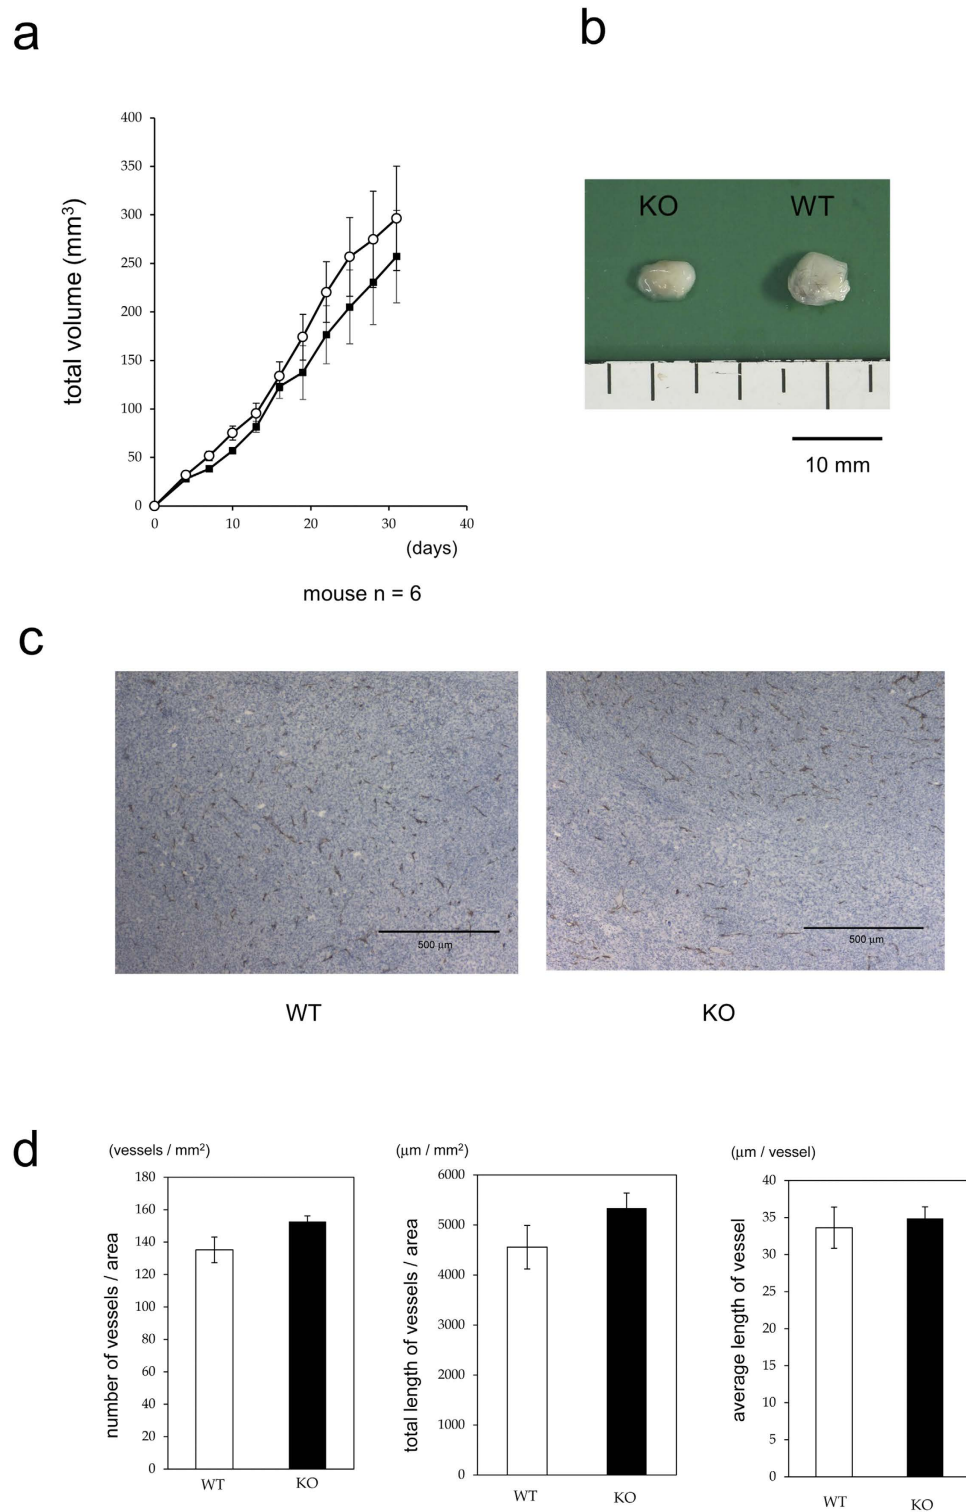 a
b
400
350
300
250
200
150
100
50
0
total volume (mm³)
0 10 20 30 40
(days)
mouse n = 6
KO WT
10 mm
c
500 µm
500 µm
WT
KO
d
(vessels / mm²)
number of vessels / area
180
160
140
120
100
80
60
40
20
0
WT KO
(µm / mm²)
total length of vessels / area
6000
5000
4000
3000
2000
1000
0
WT KO
(µm / vessel)
average length of vessel
40
35
30
25
20
15
10
5
0
WT KO